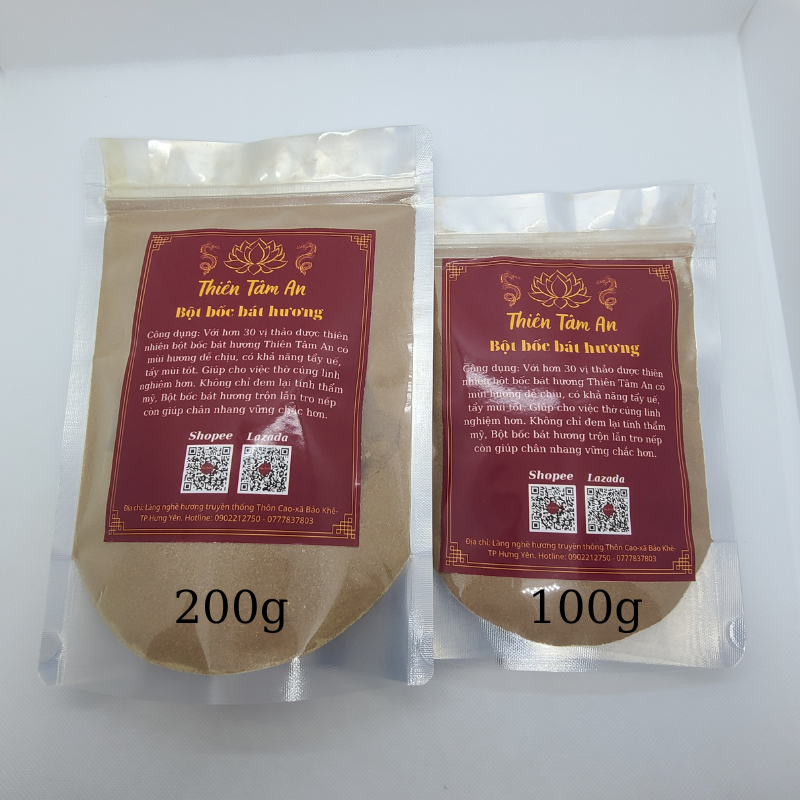 Thiên Tâm An
Bột bốc bát hương
Công dụng: Với hơn 30 vị thảo dược thiên
nhiên bột bốc bát hương Thiên Tâm An có
mùi hương dễ chịu, có khả năng tẩy uế,
tẩy mùi tốt. Giúp cho việc thờ cúng linh
nghiệm hơn. Không chỉ đem lại tính thẩm
mỹ, Bột bốc bát hương trộn lẫn tro nếp
còn giúp chân nhang vững chắc hơn.
Shopee Lazada
Địa chỉ: Làng nghề hương truyền thống Thôn Cao-xã Bảo Khê-
TP Hưng Yên. Hotline: 0902212750 - 0777837803
200g
Thiên Tâm An
Bột bốc bát hương
Công dụng: Với hơn 30 vị thảo dược thiên
nhiên bột bốc bát hương Thiên Tâm An có
mùi hương dễ chịu, có khả năng tẩy uế,
tẩy mùi tốt. Giúp cho việc thờ cúng linh
nghiệm hơn. Không chỉ đem lại tính thẩm
mỹ, Bột bốc bát hương trộn lẫn tro nếp
còn giúp chân nhang vững chắc hơn.
Shopee Lazada
Địa chỉ: Làng nghề hương truyền thống Thôn Cao-xã Bảo Khê-
TP Hưng Yên. Hotline: 0902212750 - 0777837803
100g